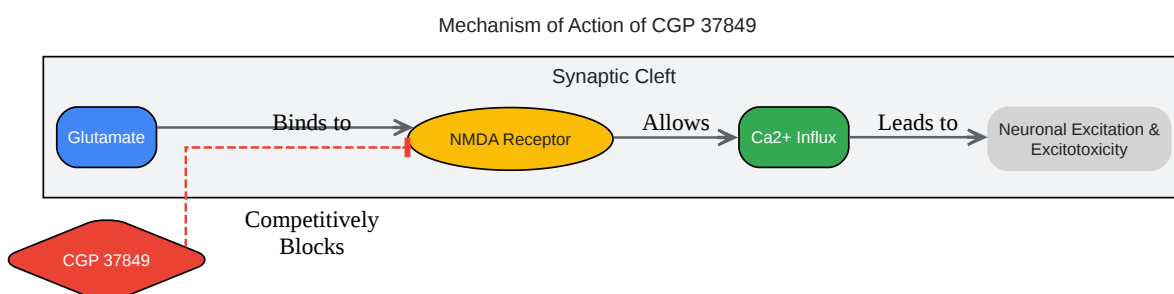 Mechanism of Action of CGP 37849
Synaptic Cleft
Glutamate
Binds to
NMDA Receptor
Allows
Ca2+ Influx
Leads to
Neuronal Excitation &
Excitotoxicity
Competitively
Blocks
CGP 37849